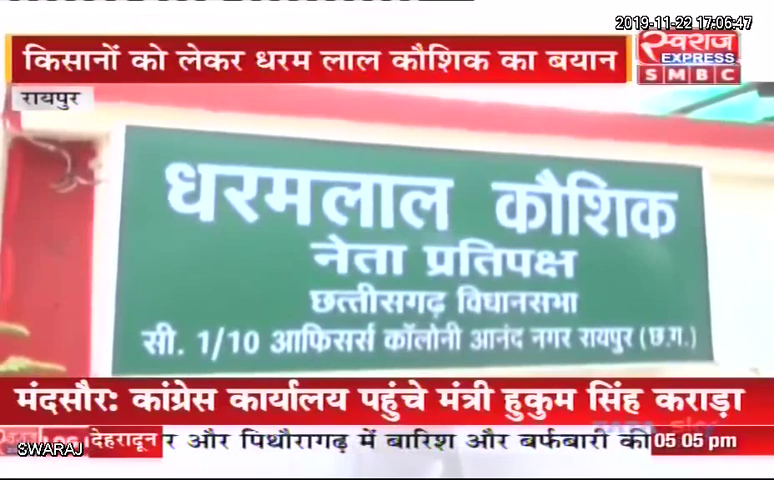 2019-11-22 17:06:47
किसानों को लेकर धरम लाल कौशिक का बयान
स्वराज
EXPRESS
SMBC
रायपुर
धरमलाल कौशिक
नेता प्रतिपक्ष
छत्तीसगढ़ विधानसभा
सी. 1/10 आफिसर्स कॉलोनी आनंद नगर रायपुर (छ.ग.)
मंदसौर: कांग्रेस कार्यालय पहुंचे मंत्री हुकुम सिंह कराड़ा
देहरादून र और पिथौरागढ़ में बारिश और बर्फबारी की 05:05 pm
SWARAJ